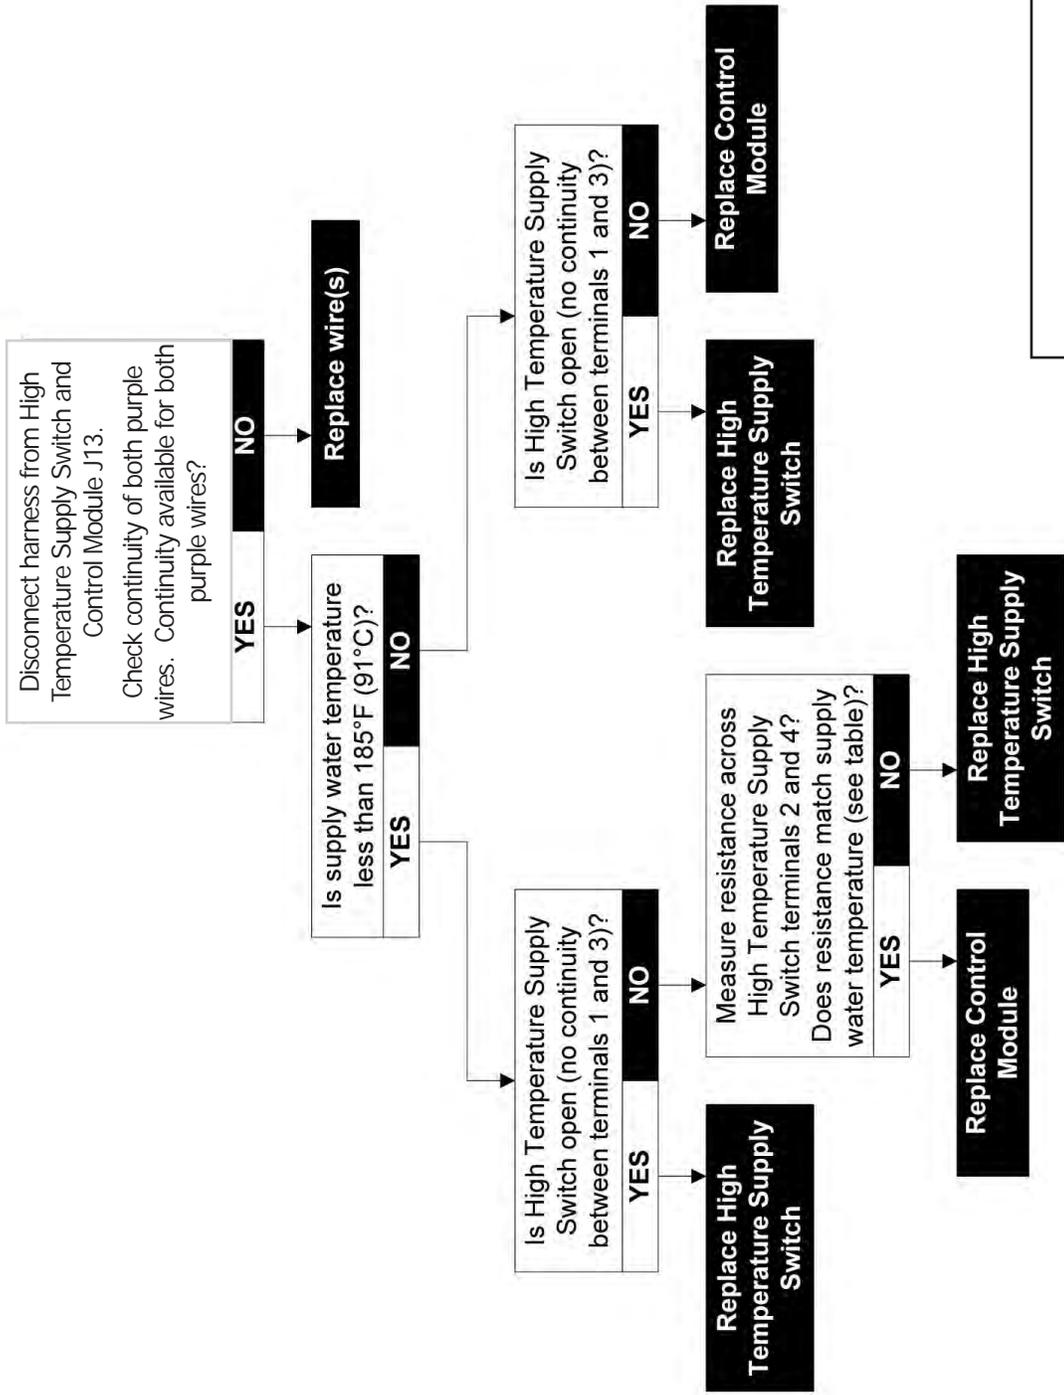 Disconnect harness from High
Temperature Supply Switch and
Control Module J13.
Check continuity of both purple
wires. Continuity available for both
purple wires?
YES
NO
Replace wire(s)
Is supply water temperature
less than 185°F (91°C)?
YES
NO
Is High Temperature Supply
Switch open (no continuity
between terminals 1 and 3)?
YES
NO
Is High Temperature Supply
Switch open (no continuity
between terminals 1 and 3)?
YES
NO
Replace High
Temperature Supply
Switch
Measure resistance across
High Temperature Supply
Switch terminals 2 and 4?
Does resistance match supply
water temperature (see table)?
YES
NO
Replace High
Temperature Supply
Switch
Replace Control
Module
Replace Control
Module
Replace High
Temperature Supply
Switch